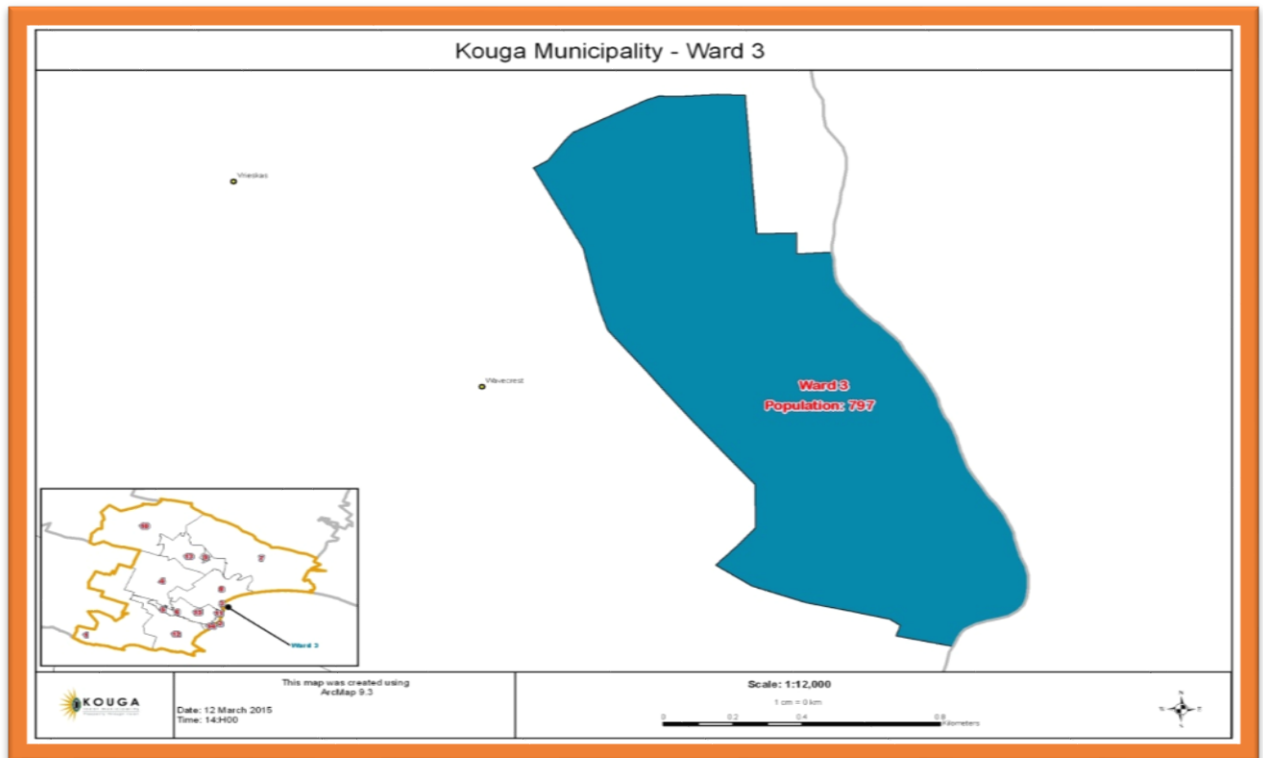 Kouga Municipality - Ward 3
Vrieskas
Wavecrest
Ward 3
Population: 797
7
Ward 3
KOUGA
This map was created using
ArcMap 9.3
Date: 12 March 2015
Time: 14:H00
Scale: 1:12,000
1 cm = 0 km
0 0.2 0.4 0.8
Kilometers
N